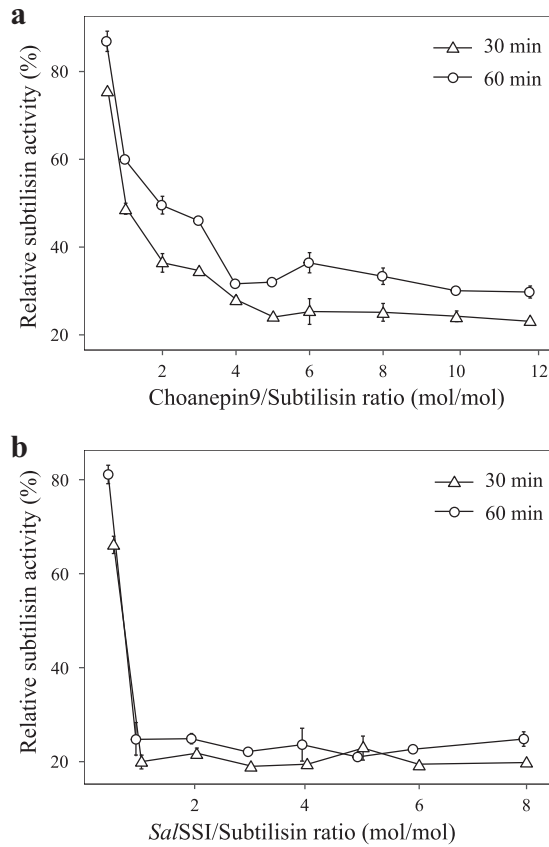 a
30 min
60 min
80
60
40
20
Relative subtilisin activity (%)
2 4 6 8 10 12
Choanepin9/Subtilisin ratio (mol/mol)
b
30 min
60 min
80
60
40
20
Relative subtilisin activity (%)
2 4 6 8
SalSSI/Subtilisin ratio (mol/mol)